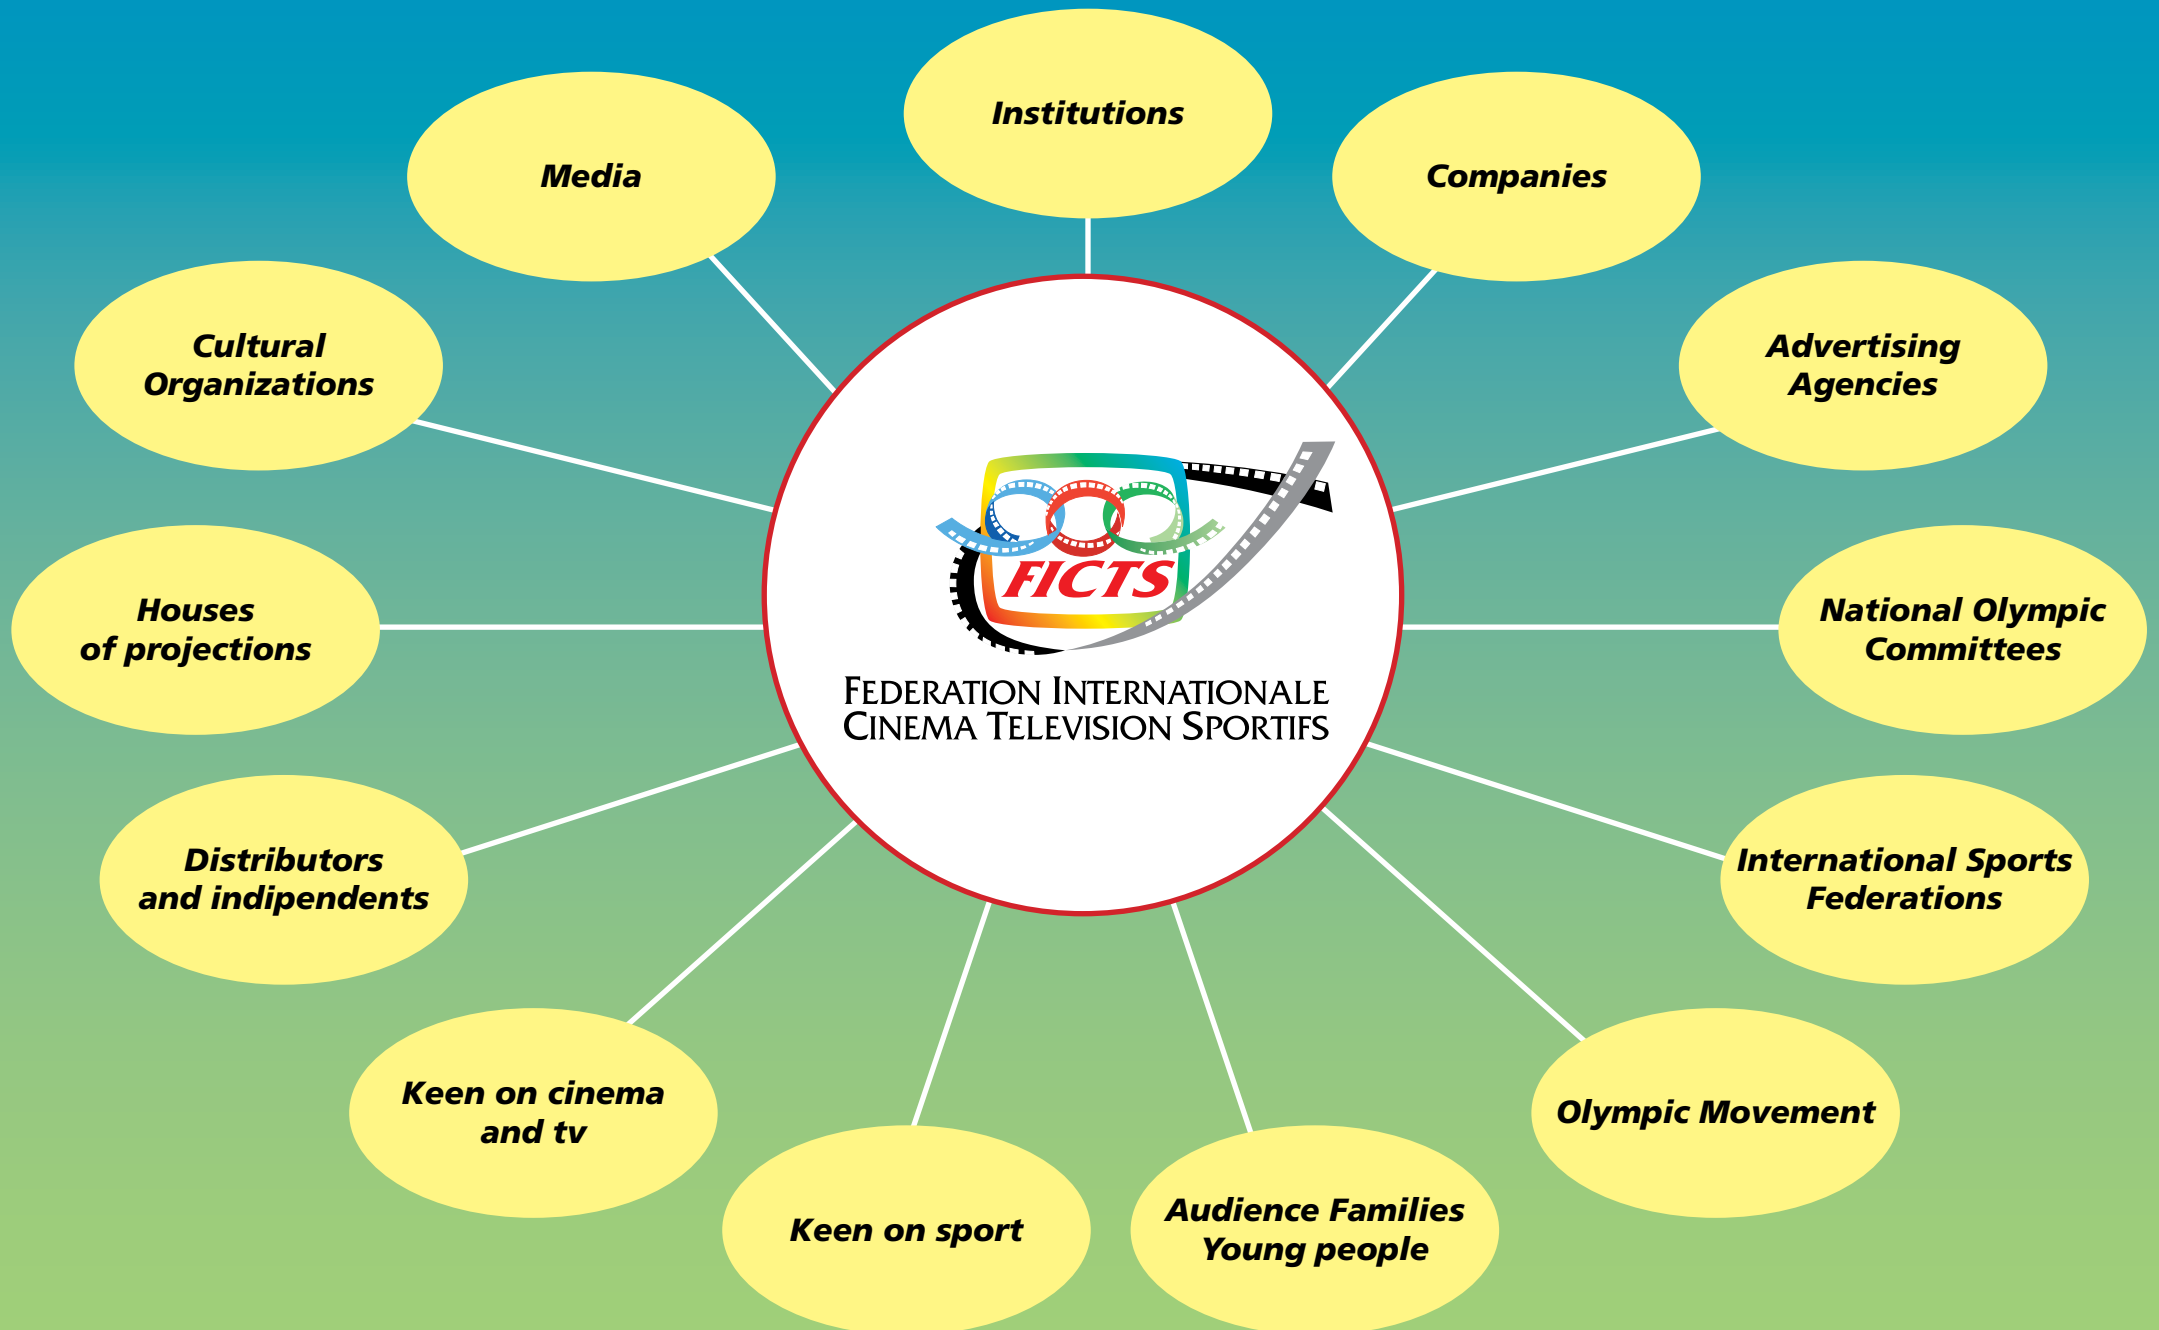 Institutions
Media
Companies
Cultural
Organizations
Advertising
Agencies
FICTS
FEDERATION INTERNATIONALE
CINEMA TELEVISION SPORTIFS
Houses
of projections
National Olympic
Committees
Distributors
and indipendents
International Sports
Federations
Keen on cinema
and tv
Olympic Movement
Keen on sport
Audience Families
Young people